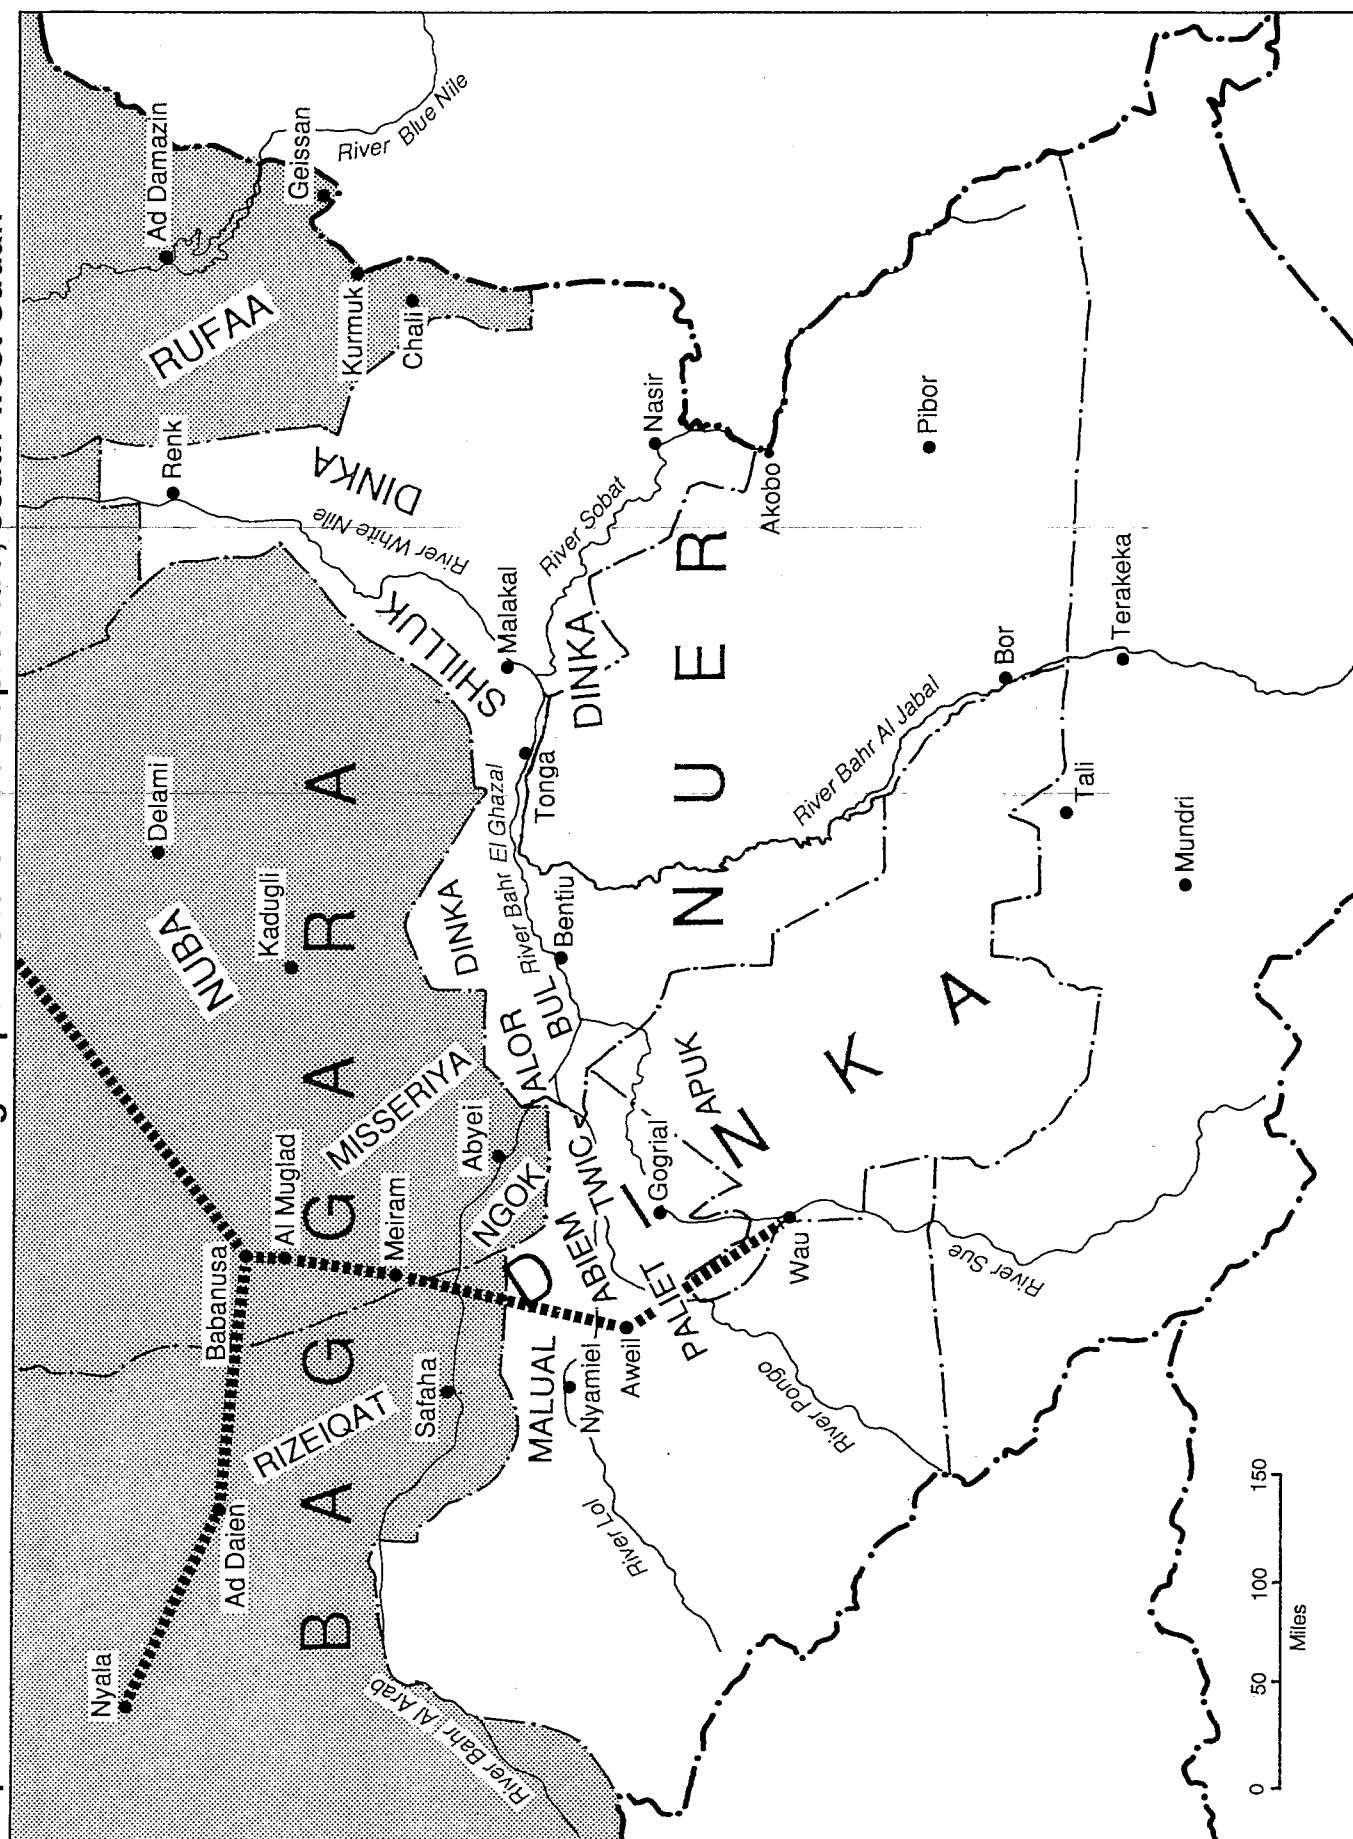 Nyala
Ad Daien
Babanusa
Al Muglad
Meiram
Delami
Kadugli
NUBA
Renk
Ad Damazin
RUFAA
Geissan
River Blue Nile
Kurmuk
Chali
BAGGARA
RIZEIQAT
MISSERIYA
Safaha
Abyei
NGOK
River Bahr Al Arab
SHILLUK
River White Nile
DINKA
DINKA
ALOR
BUL
River Bahr El Ghazal
Bentiu
Tonga
Malakal
DINKA
River Sobat
Nasir
DINKA
MALUAL
ABIEM
TWIC
Nyamiel
Aweil
PALIET
Gogrial
APUK
NUER
River Lol
River Pongo
Wau
River Sue
River Bahr Al Jabal
Akobo
Pibor
Bor
Terakeka
Tali
Mundri
0 50 100 150
Miles